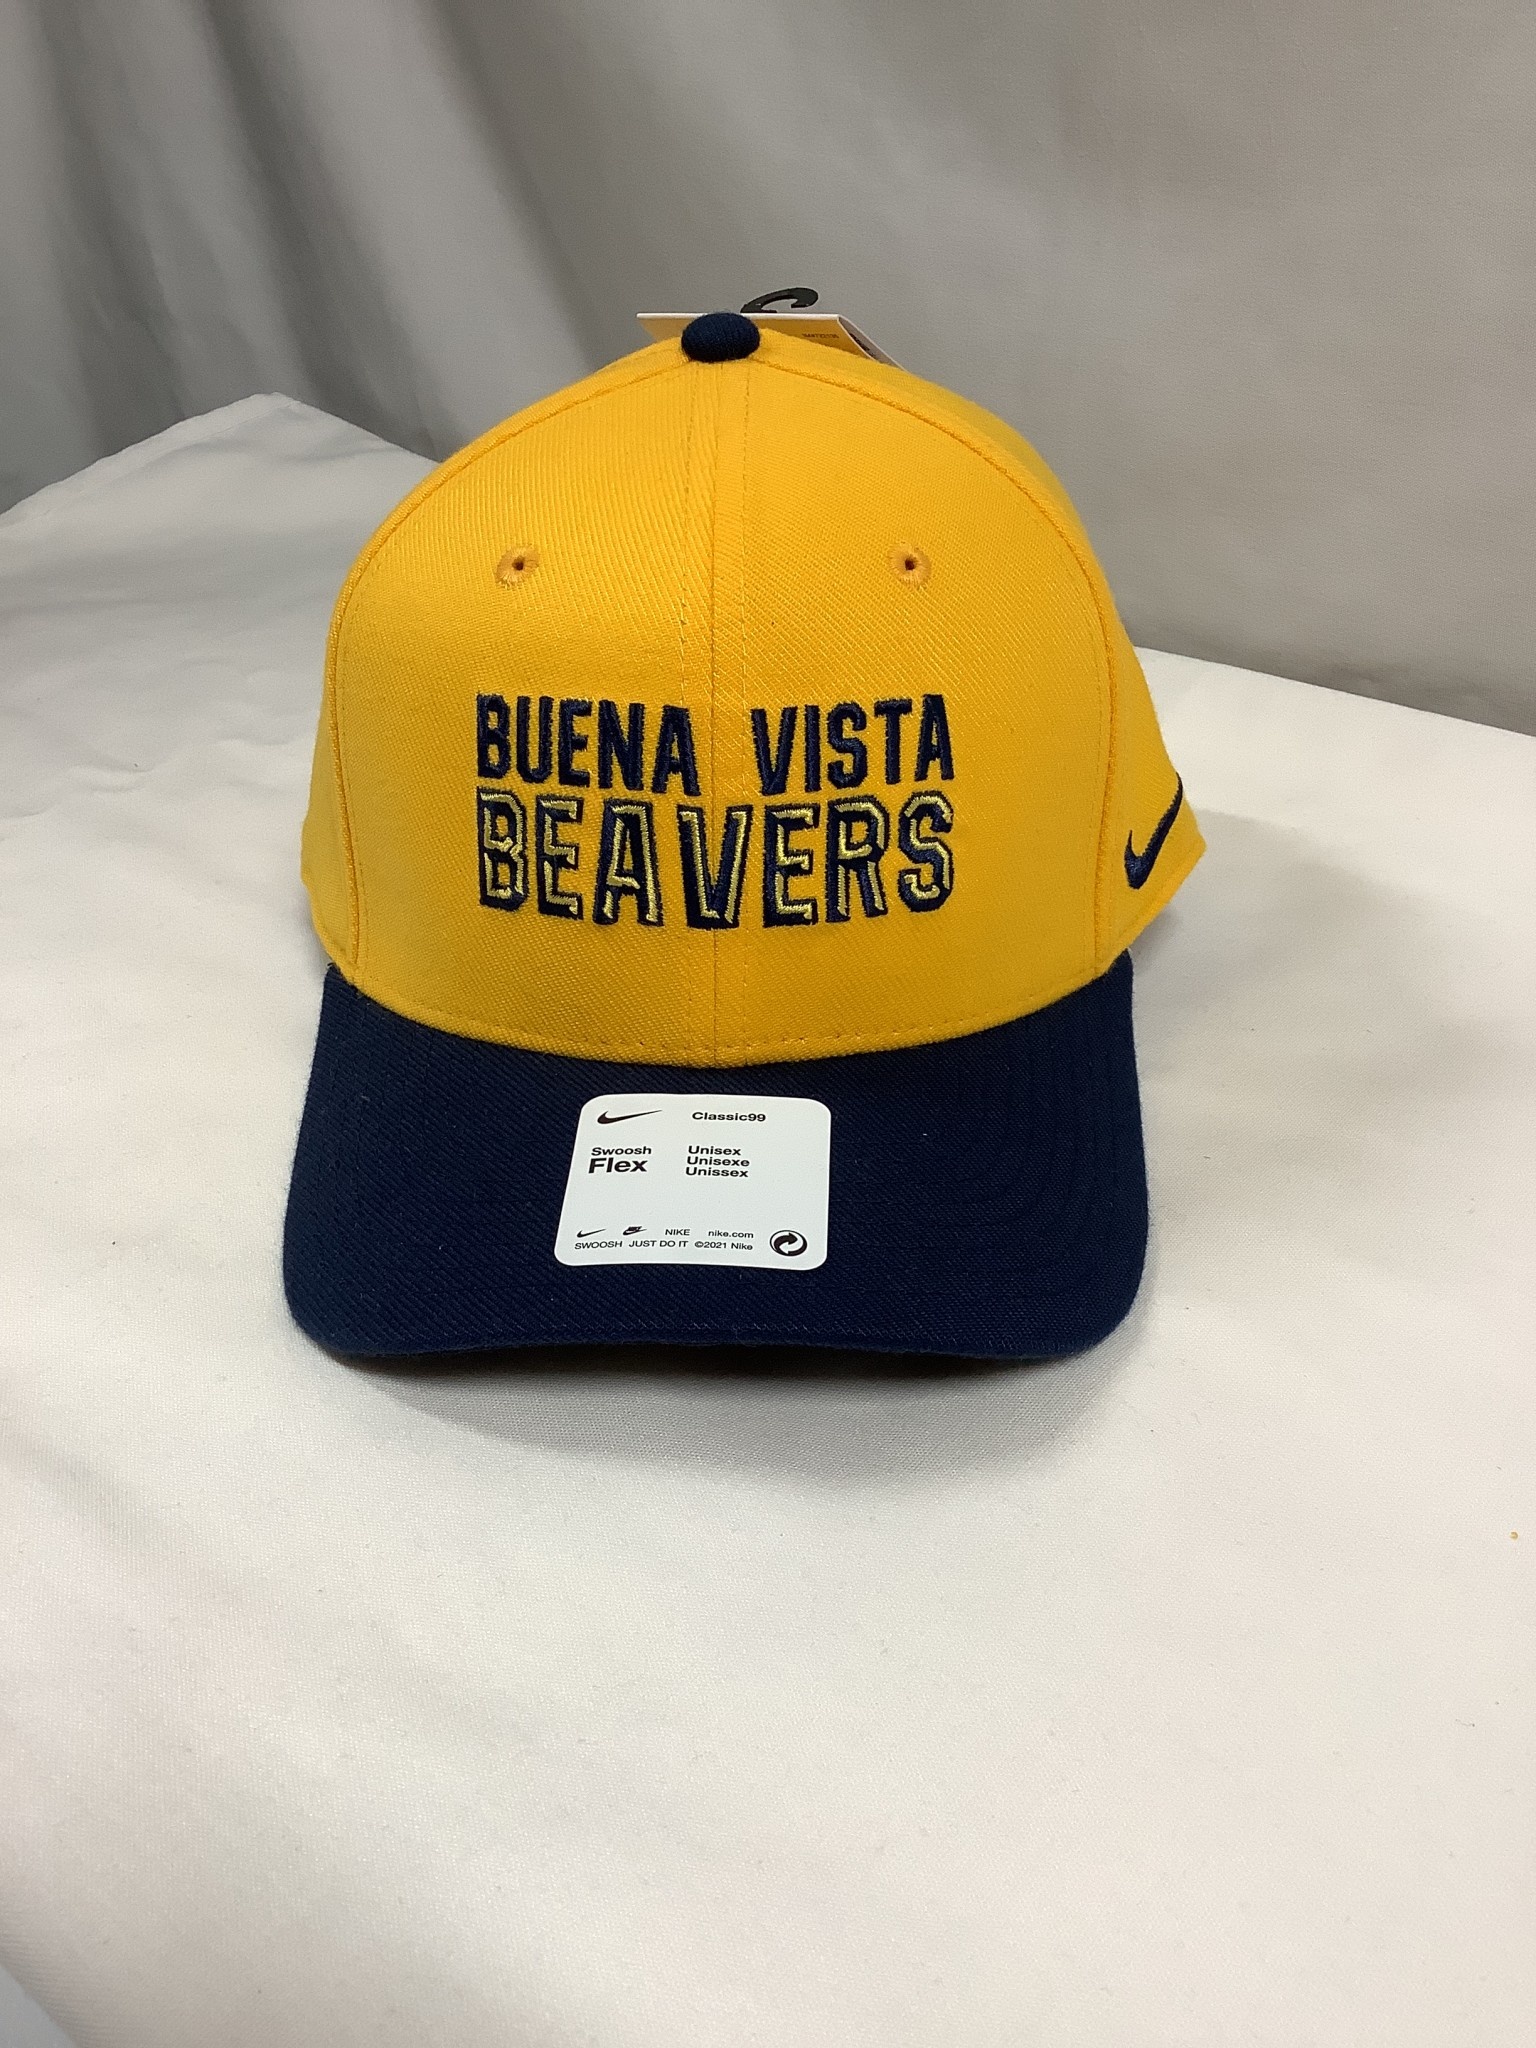 BUENA VISTA
BEAVERS
Classic99
Swoosh
Flex
Unisex
Unisexe
Unissex
NIKE nike.com
SWOOSH JUST DO IT ©2021 Nike